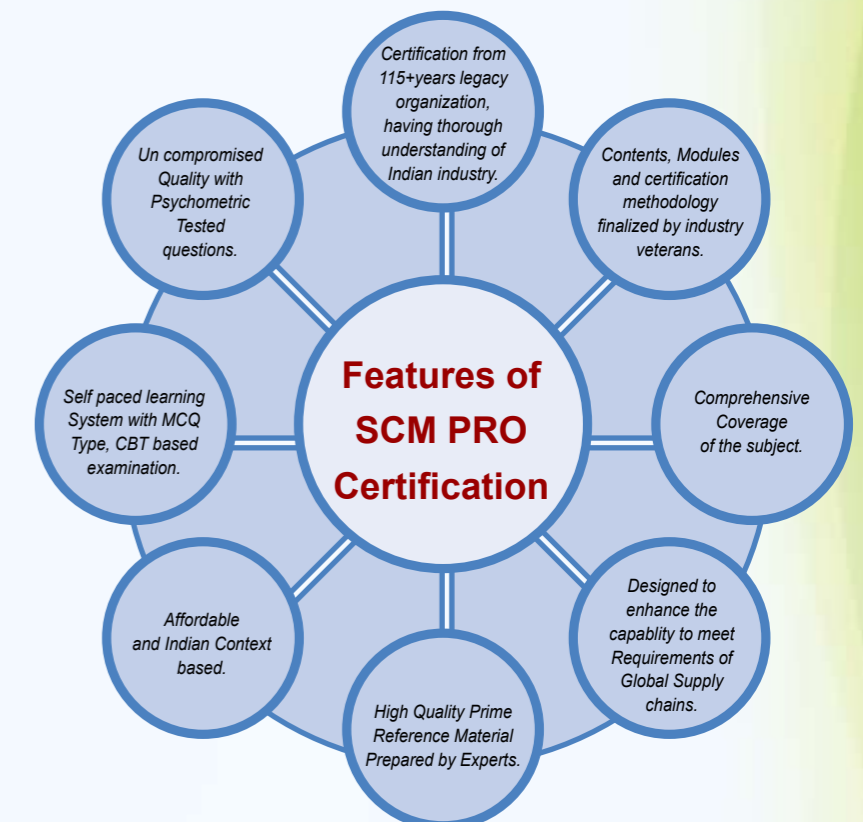 Certification from
115+years legacy
organization,
having thorough
understanding of
Indian industry.
Contents, Modules
and certification
methodology
finalized by industry
veterans.
Comprehensive
Coverage
of the subject.
Designed to
enhance the
capablity to meet
Requirements of
Global Supply
chains.
High Quality Prime
Reference Material
Prepared by Experts.
Affordable
and Indian Context
based.
Self paced learning
System with MCQ
Type, CBT based
examination.
Un compromised
Quality with
Psychometric
Tested
questions.
Features of
SCM PRO
Certification